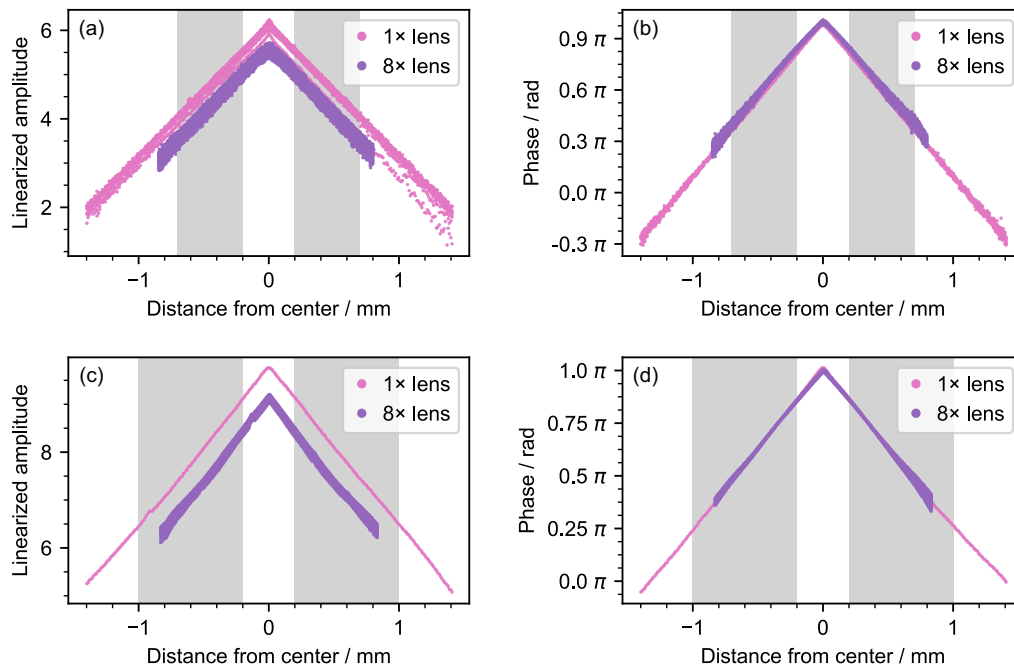 (a)
1× lens
8× lens
Linearized amplitude
6
4
2
−1
0
1
Distance from center / mm
(b)
1× lens
8× lens
Phase / rad
0.9 π
0.6 π
0.3 π
0.0 π
-0.3 π
−1
0
1
Distance from center / mm
(c)
1× lens
8× lens
Linearized amplitude
8
6
−1
0
1
Distance from center / mm
(d)
1× lens
8× lens
Phase / rad
1.0 π
0.75 π
0.5 π
0.25 π
0.0 π
−1
0
1
Distance from center / mm